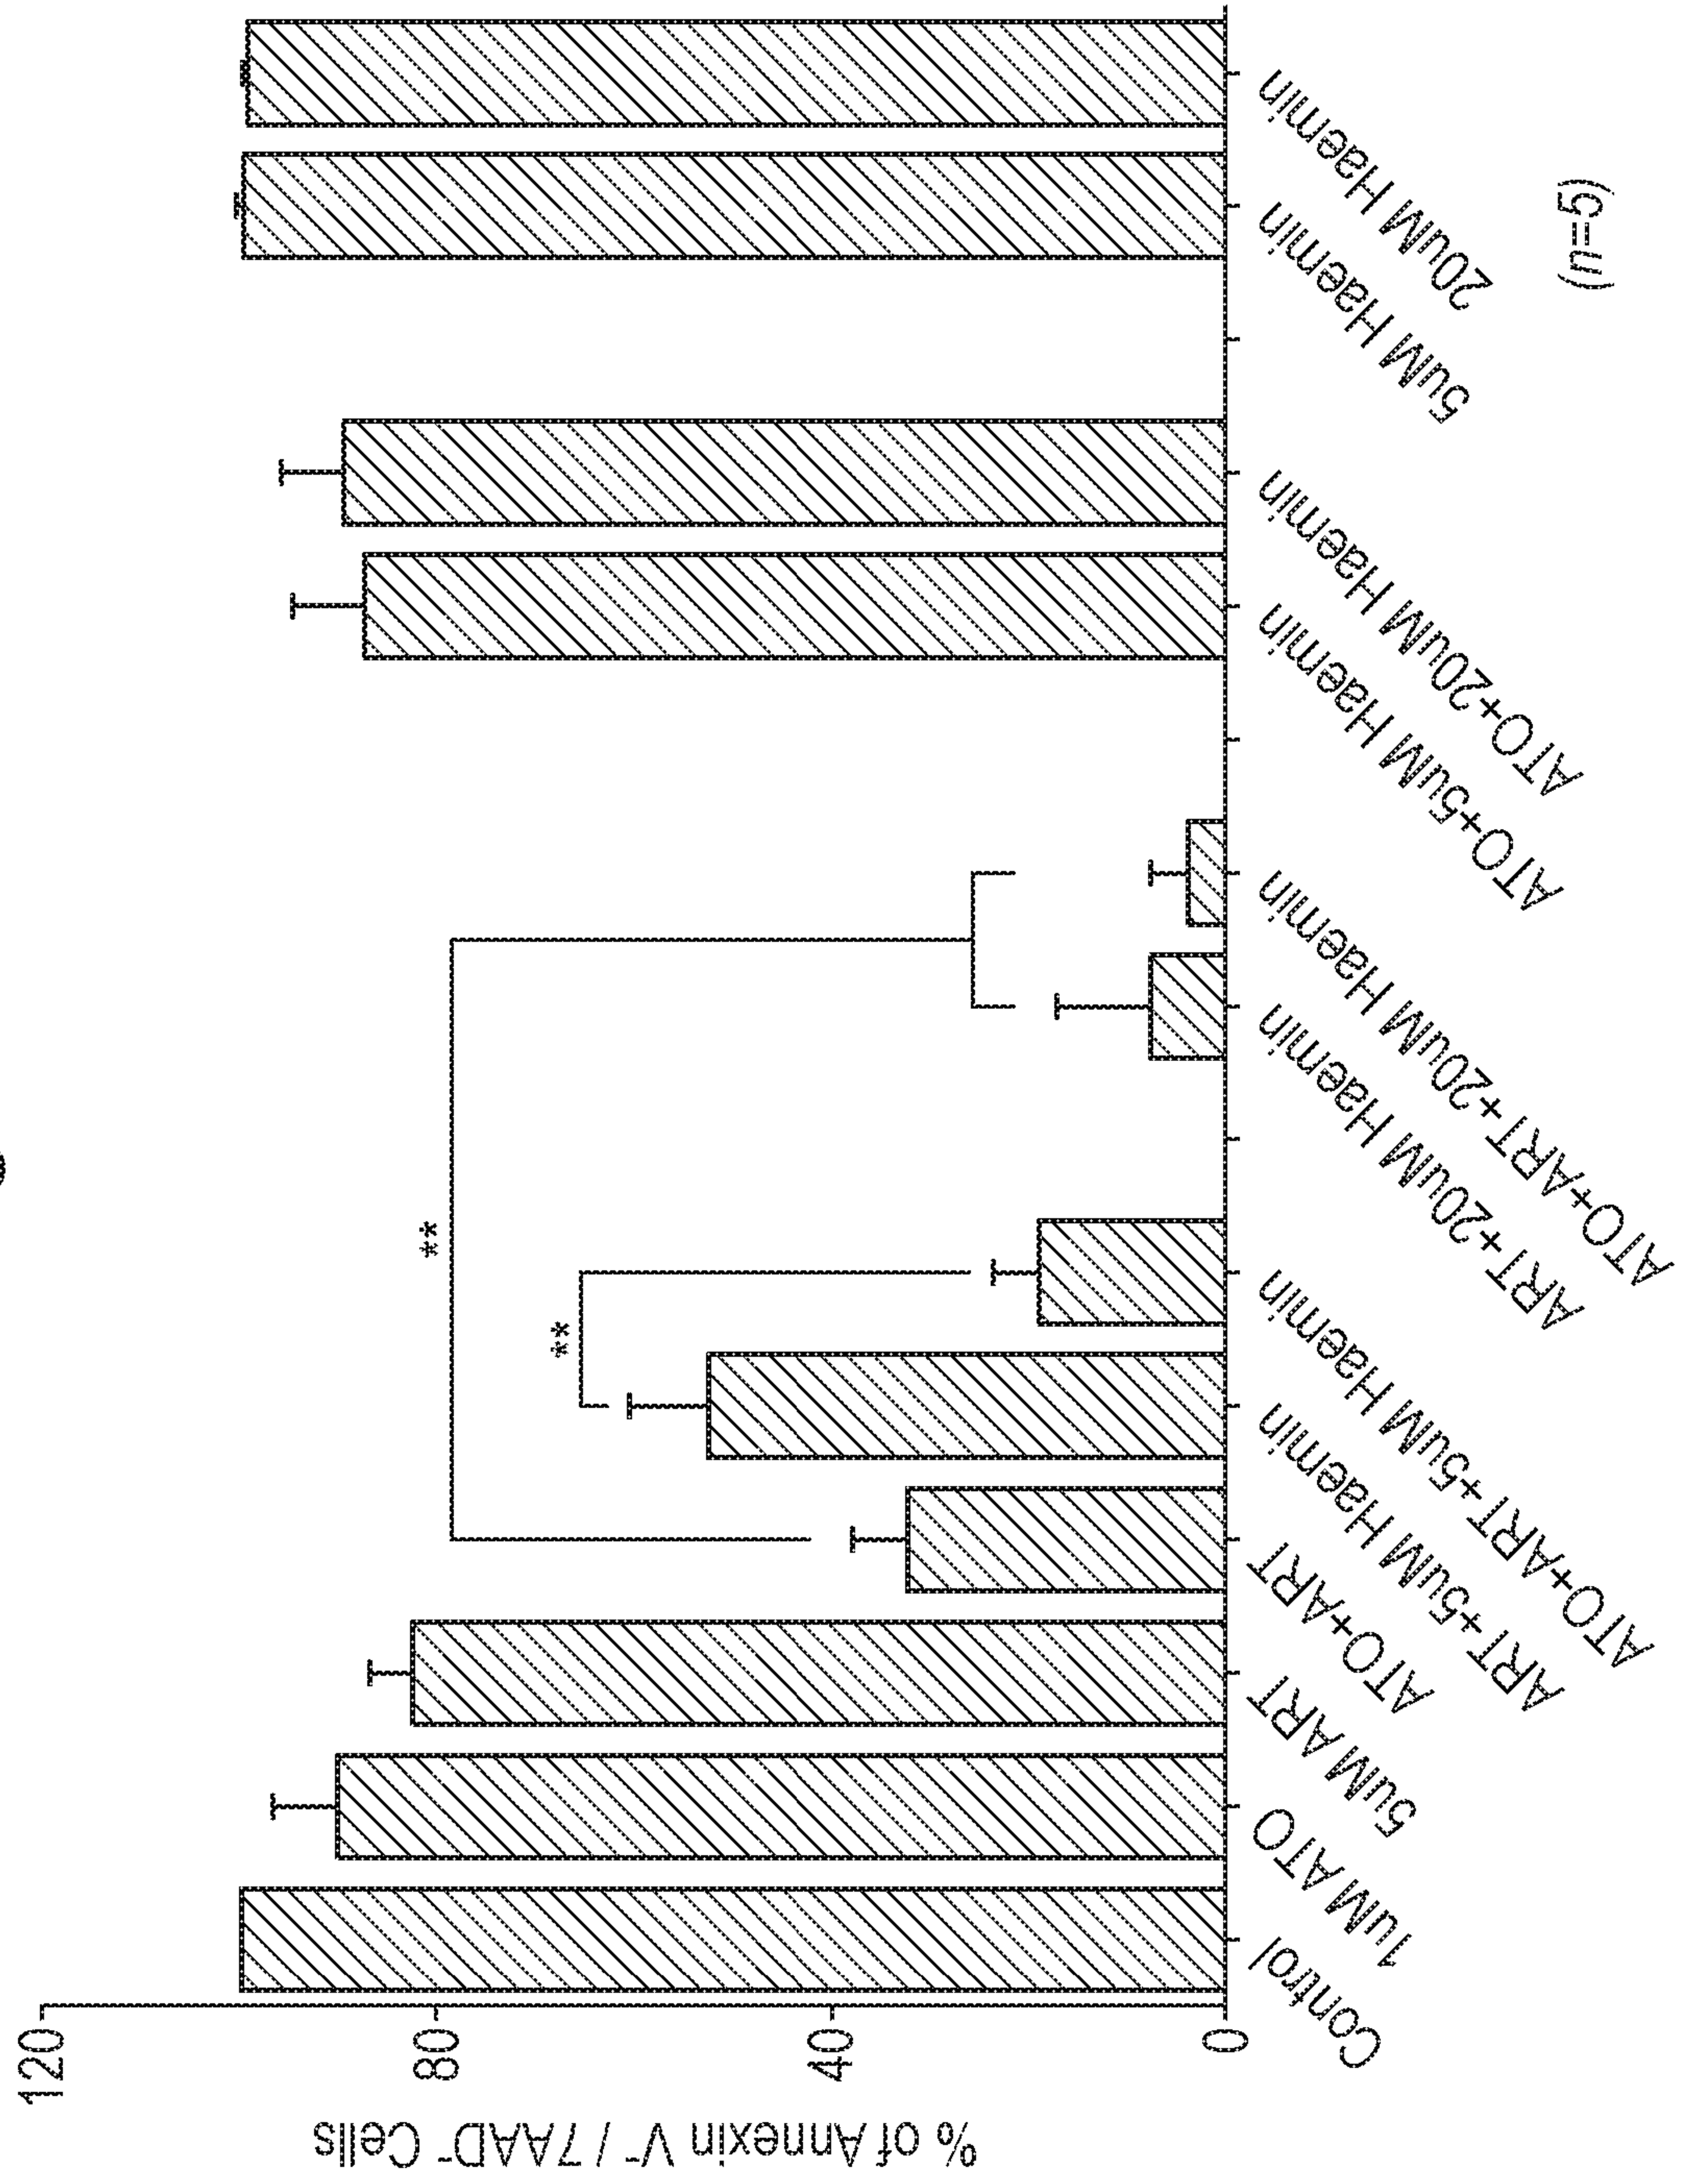 % of Annexin V⁻ / 7AAD⁻ Cells
120
80
40
0
**
**
Control
1uM ATO
5uM ART
ATO+ART
ART+5uM Haemin
ATO+ART+5uM Haemin
ART+20uM Haemin
ATO+ART+20uM Haemin
ATO+5uM Haemin
ATO+20uM Haemin
5uM Haemin
20uM Haemin
(n=5)